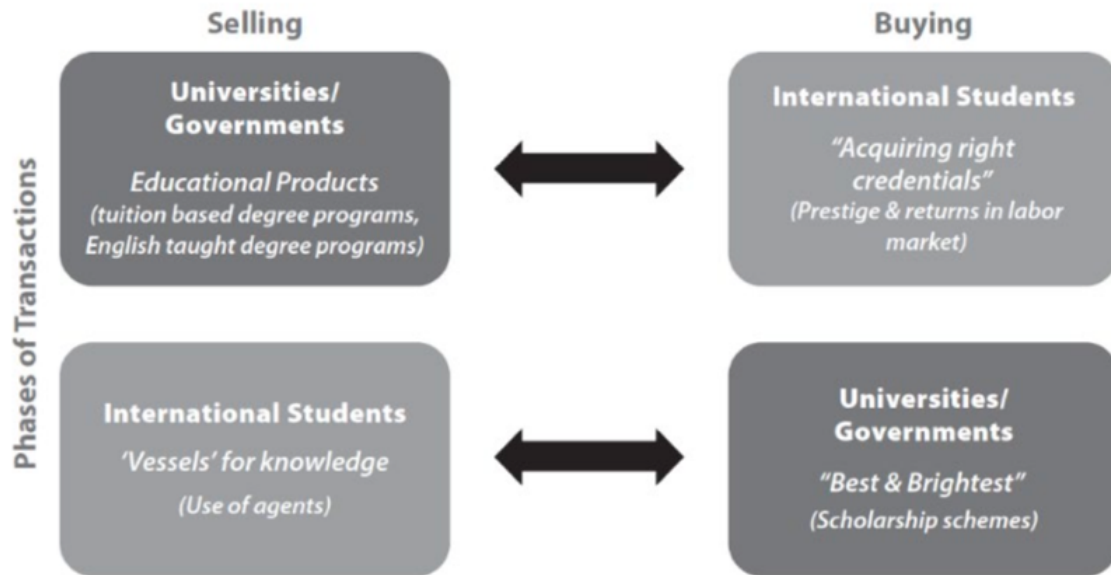 Selling
Buying
Phases of Transactions
Universities/
Governments
Educational Products
(tuition based degree programs,
English taught degree programs)
International Students
“Acquiring right
credentials”
(Prestige & returns in labor
market)
International Students
‘Vessels’ for knowledge
(Use of agents)
Universities/
Governments
“Best & Brightest”
(Scholarship schemes)